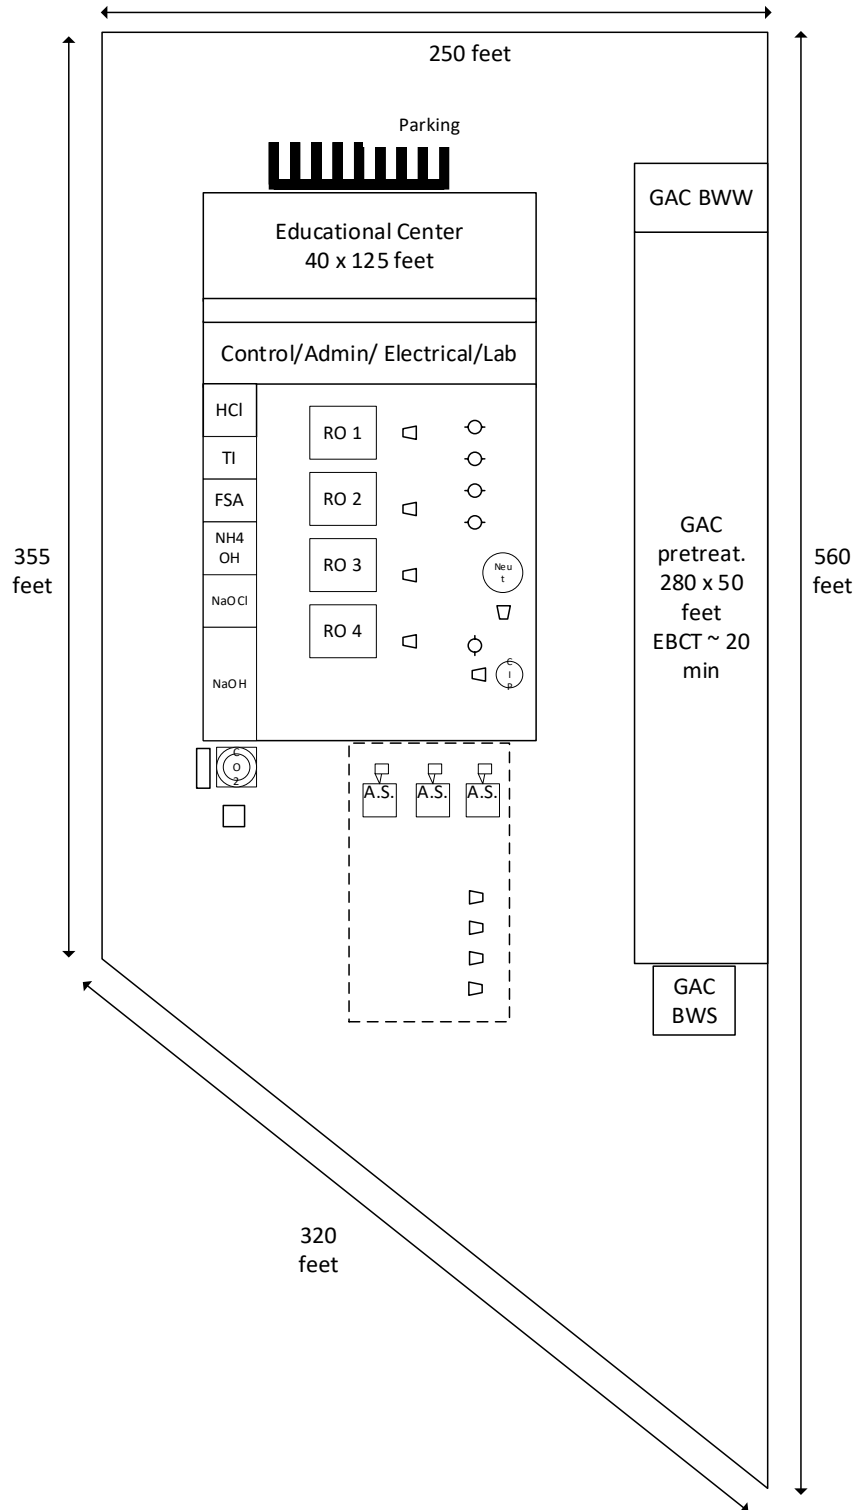 250 feet
Parking
GAC BWW
Educational Center
40 x 125 feet
Control/Admin/ Electrical/Lab
HCl
TI
FSA
NH4
OH
NaOCl
NaOH
RO 1
RO 2
RO 3
RO 4
Neu
t
C
I
P
355
feet
GAC
pretreat.
280 x 50
feet
EBCT ~ 20
min
560
feet
C
O
2
A.S.
A.S.
A.S.
GAC
BWS
320
feet